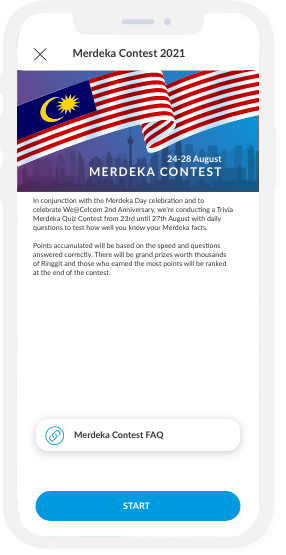 Merdeka Contest 2021
24-28 August
MERDEKA CONTEST
In conjunction with the Merdeka Day celebration and to
celebrate We@Celcom 2nd Anniversary, we're conducting a Trivia
Merdeka Quiz Contest from 23rd until 27th August with daily
questions to test how well you know your Merdeka facts.
Points accumulated will be based on the speed and questions
answered correctly. There will be grand prizes worth thousands
of Ringgit and those who earned the most points will be ranked
at the end of the contest.
Merdeka Contest FAQ
START